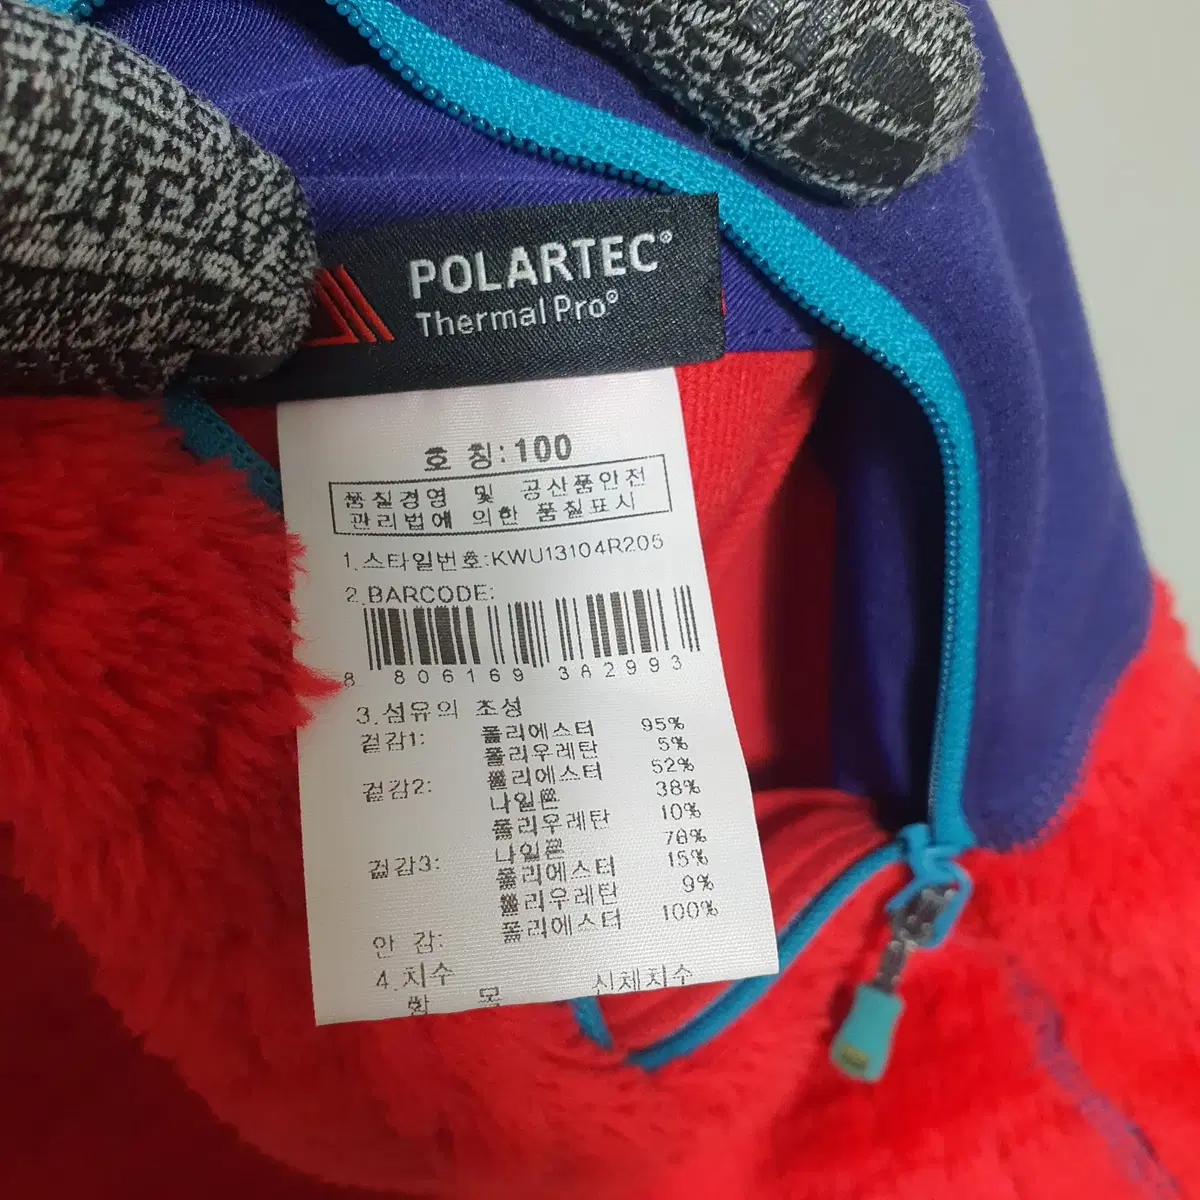 POLARTEC®
Thermal Pro®
호 칭:100
품질경영 및 공산품안전
관리법에 의한 품질표시
1.스타일번호:KWU13104R205
2.BARCODE:
8 806169 382993
3.섬유의 조성
겉감1: 폴리에스터 95%
폴리우레탄 5%
겉감2: 폴리에스터 52%
나일론 38%
폴리우레탄 10%
겉감3: 나일론 76%
폴리에스터 15%
폴리우레탄 9%
안 감: 폴리에스터 100%
4.치수
항 목 신체치수